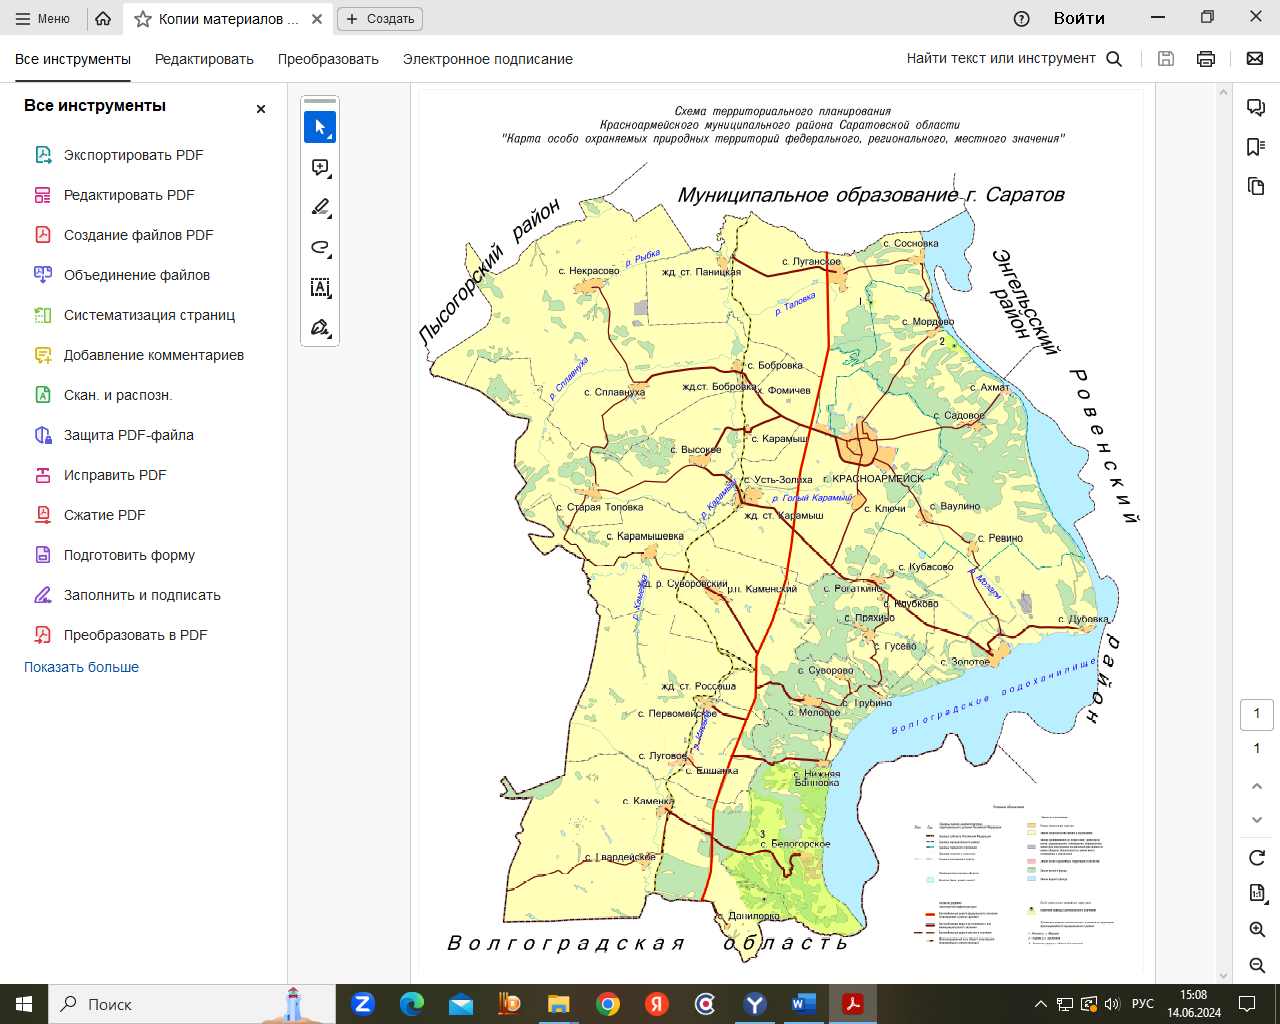 Меню
Копии материалов ...
Создать
Войти
Все инструменты
Редактировать
Преобразовать
Электронное подписание
Найти текст или инструмент
Все инструменты
Экспортировать PDF
Редактировать PDF
Создание файлов PDF
Объединение файлов
Систематизация страниц
Добавление комментариев
Скан. и распозн.
Защита PDF-файла
Исправить PDF
Сжатие PDF
Подготовить форму
Заполнить и подписать
Преобразовать в PDF
Показать больше
Схема территориального планирования
Красноармейского муниципального района Саратовской области
"Карта особо охраняемых природных территорий федерального, регионального, местного значения"
Муниципальное образование г. Саратов
Лысогорский район
Энгельсский район
Ровенский район
с. Сосновка
р. Рыбка
с. Некрасово
жд. ст. Паницкая
с. Луганское
1
р. Таловка
с. Мордово
2
с. Бобровка
р. Сплавнуха
с. Сплавнуха
жд.ст. Бобровка
х. Фомичев
с. Ахмат
с. Садовое
с. Карамыш
с. Высокое
с. Усть-Золиха
г. КРАСНОАРМЕЙСК
р. Карамыш
р. Голый Карамыш
с. Старая Топовка
жд. ст. Карамыш
с. Ключи
с. Ваулино
с. Карамышевка
с. Ревино
с. Кубасово
жд. р. Суворовский
р.п. Каменский
с. Рогаткино
с. Клубково
с. Пряхино
с. Дубовка
с. Гусево
с. Золотое
с. Суворово
жд. ст. Россоша
с. Трубино
с. Меловое
с. Первомайское
Волгоградское водохранилище
с. Луговое
с. Елшанка
с. Нижняя
Банновка
с. Каменка
3
с. Белогорское
с. Гвардейское
с. Даниловка
Волгоградская область
1
1
Поиск
РУС
15:08
14.06.2024